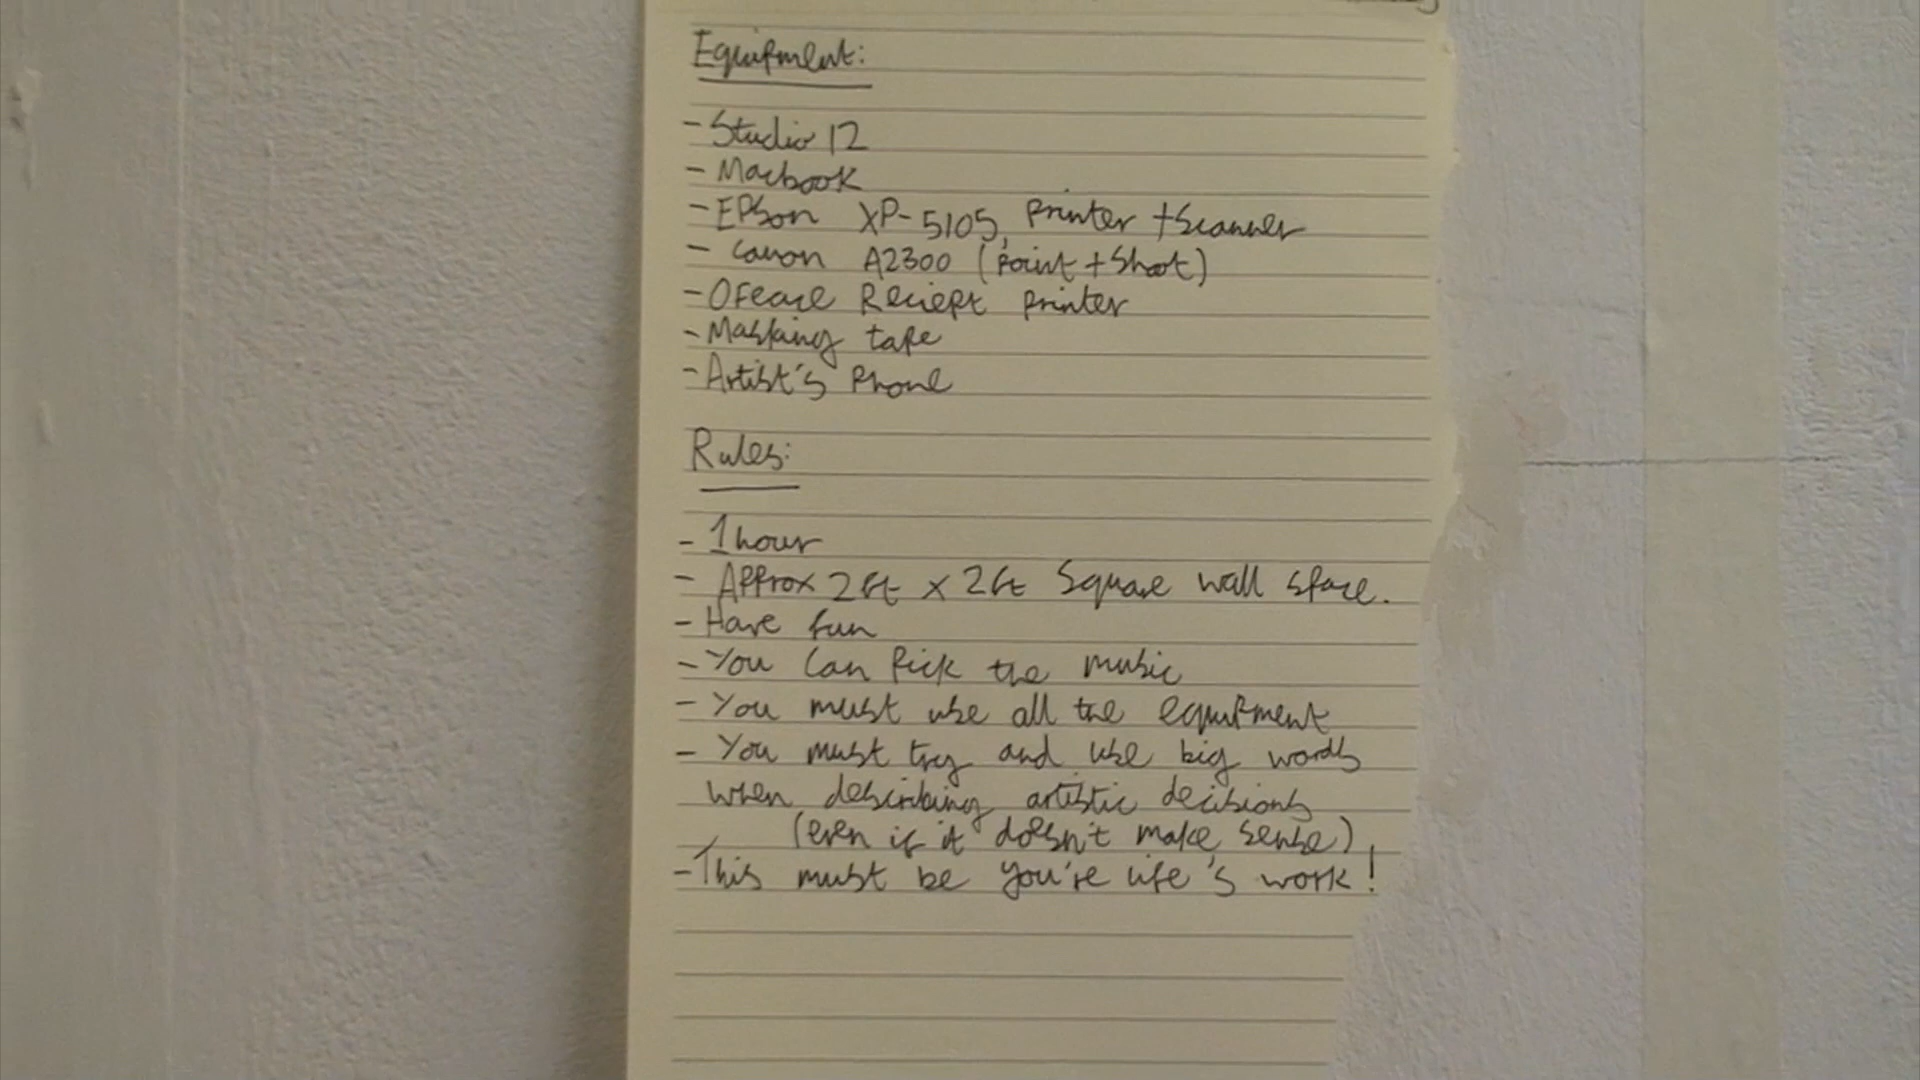 Equipment:
- Studio 12
- Macbook
- EPSon XP-5105, Printer + Scanner
- Canon A2300 (Point + Shoot)
- OFeare Reciept Printer
- Masking tape
- Artist's Phone
Rules:
- 1 hour
- Approx 2ft x 2ft Square wall space.
- Have fun
- You can Pick the music
- You must use all the equipment
- You must try and use big words
when describing artistic decisions
(even if it doesn't make sense)
- This must be you're life's work!